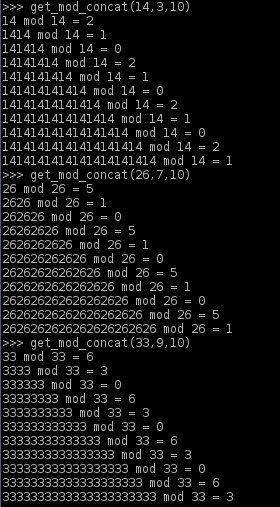 >>> get_mod_concat(14,3,10)
14 mod 14 = 2
1414 mod 14 = 1
141414 mod 14 = 0
14141414 mod 14 = 2
1414141414 mod 14 = 1
141414141414 mod 14 = 0
14141414141414 mod 14 = 2
1414141414141414 mod 14 = 1
141414141414141414 mod 14 = 0
14141414141414141414 mod 14 = 2
1414141414141414141414 mod 14 = 1
>>> get_mod_concat(26,7,10)
26 mod 26 = 5
2626 mod 26 = 1
262626 mod 26 = 0
26262626 mod 26 = 5
2626262626 mod 26 = 1
262626262626 mod 26 = 0
26262626262626 mod 26 = 5
2626262626262626 mod 26 = 1
262626262626262626 mod 26 = 0
26262626262626262626 mod 26 = 5
2626262626262626262626 mod 26 = 1
>>> get_mod_concat(33,9,10)
33 mod 33 = 6
3333 mod 33 = 3
333333 mod 33 = 0
33333333 mod 33 = 6
3333333333 mod 33 = 3
333333333333 mod 33 = 0
33333333333333 mod 33 = 6
3333333333333333 mod 33 = 3
333333333333333333 mod 33 = 0
33333333333333333333 mod 33 = 6
3333333333333333333333 mod 33 = 3